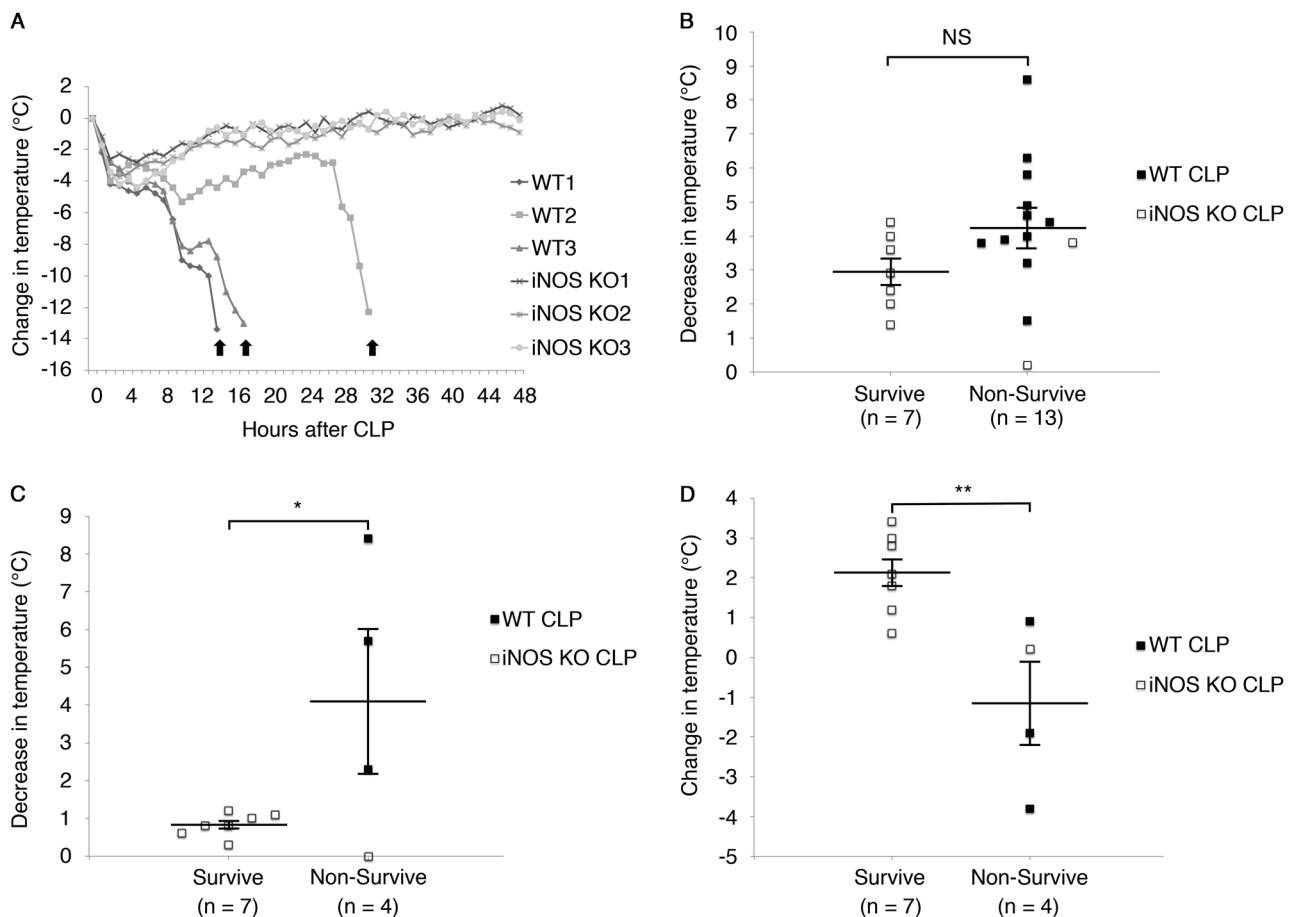 A
Change in temperature (°C)
2
0
-2
-4
-6
-8
-10
-12
-14
-16
0 4 8 12 16 20 24 28 32 36 40 44 48
Hours after CLP
WT1
WT2
WT3
iNOS KO1
iNOS KO2
iNOS KO3
B
Decrease in temperature (°C)
10
9
8
7
6
5
4
3
2
1
0
NS
Survive Non-Survive
(n = 7) (n = 13)
WT CLP
iNOS KO CLP
C
Decrease in temperature (°C)
9
8
7
6
5
4
3
2
1
0
*
Survive Non-Survive
(n = 7) (n = 4)
WT CLP
iNOS KO CLP
D
Change in temperature (°C)
4
3
2
1
0
-1
-2
-3
-4
-5
**
Survive Non-Survive
(n = 7) (n = 4)
WT CLP
iNOS KO CLP